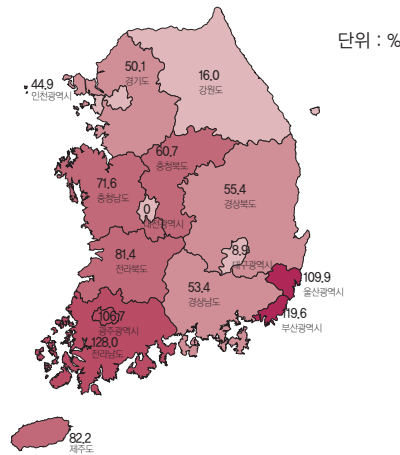 단위 : %
50.1
경기도
16.0
강원도
44.9
인천광역시
60.7
충청북도
71.6
충청남도
55.4
경상북도
0
대전광역시
8.9
대구광역시
81.4
전라북도
109.9
울산광역시
53.4
경상남도
119.6
부산광역시
106.7
광주광역시
128.0
전라남도
82.2
제주도